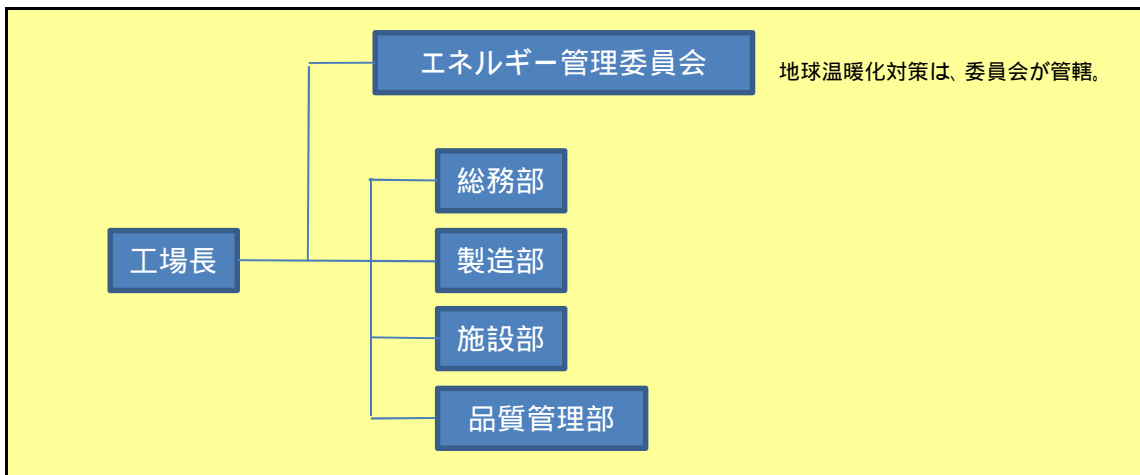 エネルギー管理委員会
地球温暖化対策は、委員会が管轄。
総務部
工場長
製造部
施設部
品質管理部